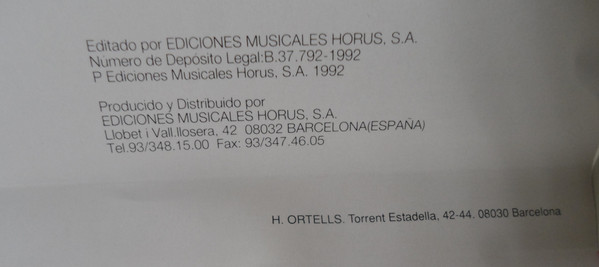 Editado por EDICIONES MUSICALES HORUS, S.A.
Numero de Depósito Legal:B.37.792-1992
P Ediciones Musicales Horus, S.A. 1992
Producido y Distribuido por
EDICIONES MUSICALES HORUS, S.A.
Llobet i Vall.llosera, 42 08032 BARCELONA(ESPAÑA)
Tel.93/348.15.00 Fax: 93/347.46.05
H. ORTELLS. Torrent Estadella, 42-44. 08030 Barcelona